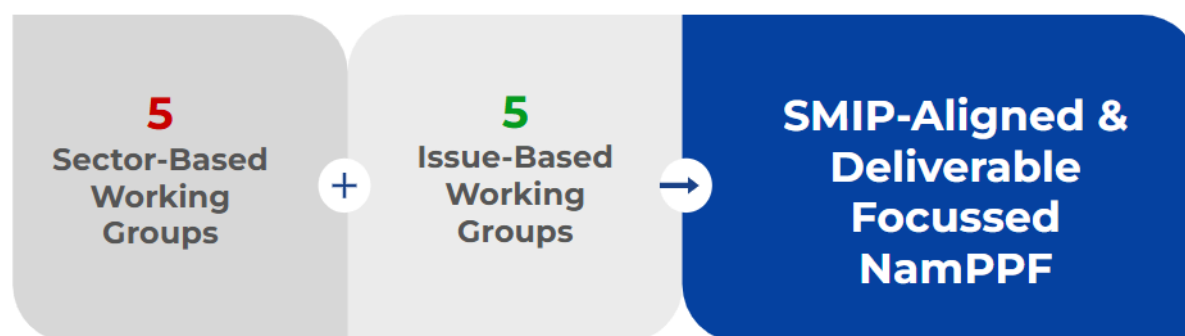 5
Sector-Based
Working
Groups
+
5
Issue-Based
Working
Groups
SMIP-Aligned &
Deliverable
Focussed
NamPPF